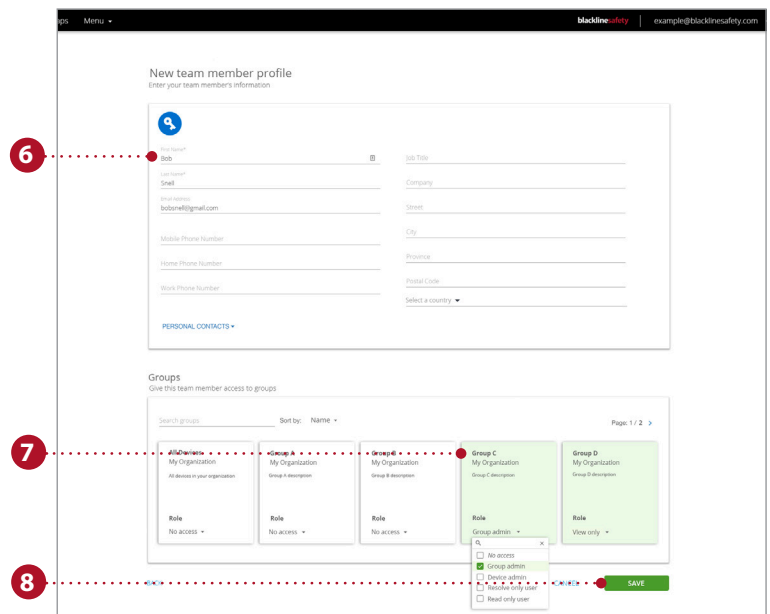 aps Menu
blacklinesafety example@blacklinesafety.com
New team member profile
Enter your team member's information
6
First Name*
Bob
Last Name*
Snell
Email Address
bobsnell@gmail.com
Mobile Phone Number
Home Phone Number
Work Phone Number
Job Title
Company
Street
City
Province
Postal Code
Select a country
PERSONAL CONTACTS
Groups
Give this team member access to groups
Search groups Sort by: Name Page: 1 / 2 >
7
All Devices
My Organization
All devices in your organization
Role
No access
Group A
My Organization
Group A description
Role
No access
Group B
My Organization
Group B description
Role
No access
Group C
My Organization
Group C description
Role
Group admin
No access
Group admin
Device admin
Resolve only user
Read only user
Group D
My Organization
Group D description
Role
View only
8
BACK CANCEL SAVE